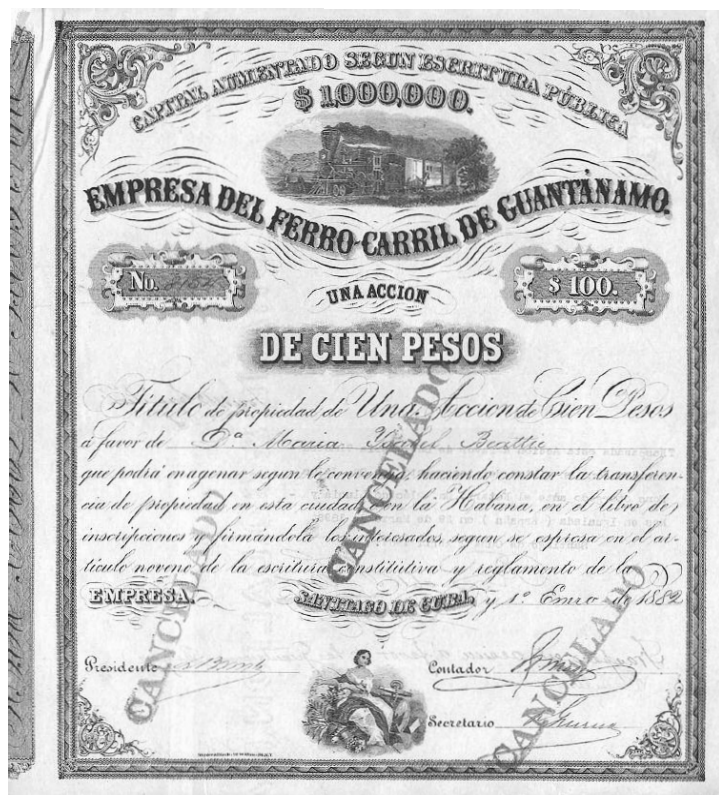 CAPITAL AUMENTADO SEGUN ESCRITURA PÚBLICA
$ 1,000,000.
EMPRESA DEL FERRO-CARRIL DE GUANTÁNAMO.
No.
$ 100.
UNA ACCION
DE CIEN PESOS
Titulo de propiedad de Una Accion de Cien Pesos
á favor de Dª Maria Ysabel Beattie
que podrá enagenar segun le convenga, haciendo constar la transferen-
cia de propiedad en esta ciudad ó en la Habana, en el libro de
inscripciones y firmándola los interesados, segun se espresa en el ar-
tículo noveno de la escritura constitutiva y reglamento de la
EMPRESA. SANTIAGO DE CUBA, y 1º Enero de 1882
Presidente
Contador
Secretario
CANCELADO
CANCELADO
CANCELADO